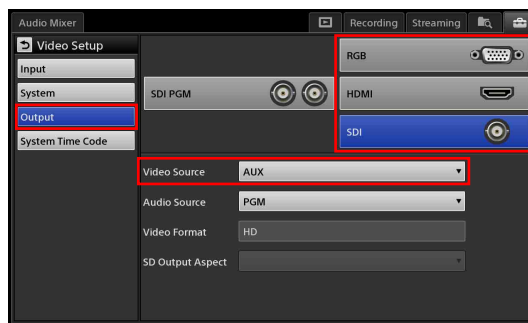 Audio Mixer
Recording
Streaming
Video Setup
Input
System
Output
System Time Code
SDI PGM
RGB
HDMI
SDI
Video Source
AUX
Audio Source
PGM
Video Format
HD
SD Output Aspect